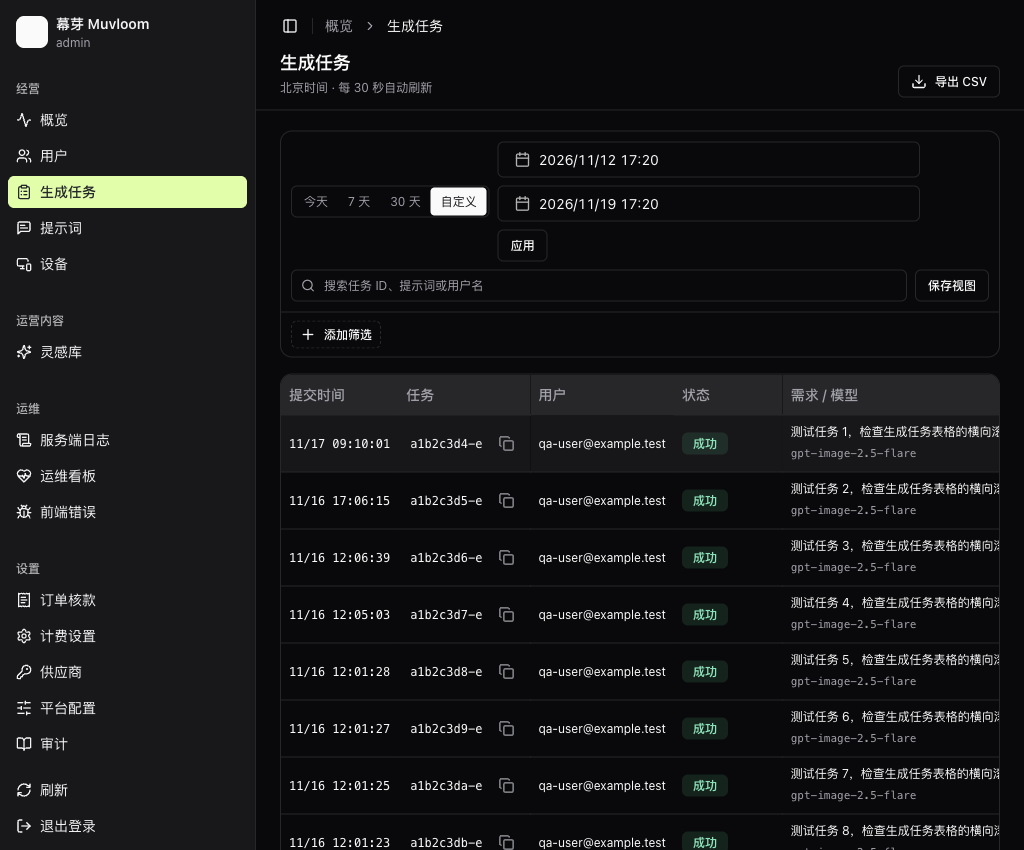 幕芽 Muvloom
admin
经营
概览
用户
生成任务
提示词
设备
运营内容
灵感库
运维
服务端日志
运维看板
前端错误
设置
订单核款
计费设置
供应商
平台配置
审计
刷新
退出登录
概览 > 生成任务
生成任务
北京时间 · 每 30 秒自动刷新
导出 CSV
2026/11/12 17:20
今天 7 天 30 天 自定义
2026/11/19 17:20
应用
搜索任务 ID、提示词或用户名
保存视图
添加筛选
提交时间 任务 用户 状态 需求 / 模型
11/17 09:10:01 a1b2c3d4-e qa-user@example.test 成功 测试任务 1，检查生成任务表格的横向滚
gpt-image-2.5-flare
11/16 17:06:15 a1b2c3d5-e qa-user@example.test 成功 测试任务 2，检查生成任务表格的横向滚
gpt-image-2.5-flare
11/16 12:06:39 a1b2c3d6-e qa-user@example.test 成功 测试任务 3，检查生成任务表格的横向滚
gpt-image-2.5-flare
11/16 12:05:03 a1b2c3d7-e qa-user@example.test 成功 测试任务 4，检查生成任务表格的横向滚
gpt-image-2.5-flare
11/16 12:01:28 a1b2c3d8-e qa-user@example.test 成功 测试任务 5，检查生成任务表格的横向滚
gpt-image-2.5-flare
11/16 12:01:27 a1b2c3d9-e qa-user@example.test 成功 测试任务 6，检查生成任务表格的横向滚
gpt-image-2.5-flare
11/16 12:01:25 a1b2c3da-e qa-user@example.test 成功 测试任务 7，检查生成任务表格的横向滚
gpt-image-2.5-flare
11/16 12:01:23 a1b2c3db-e qa-user@example.test 成功 测试任务 8，检查生成任务表格的横向滚